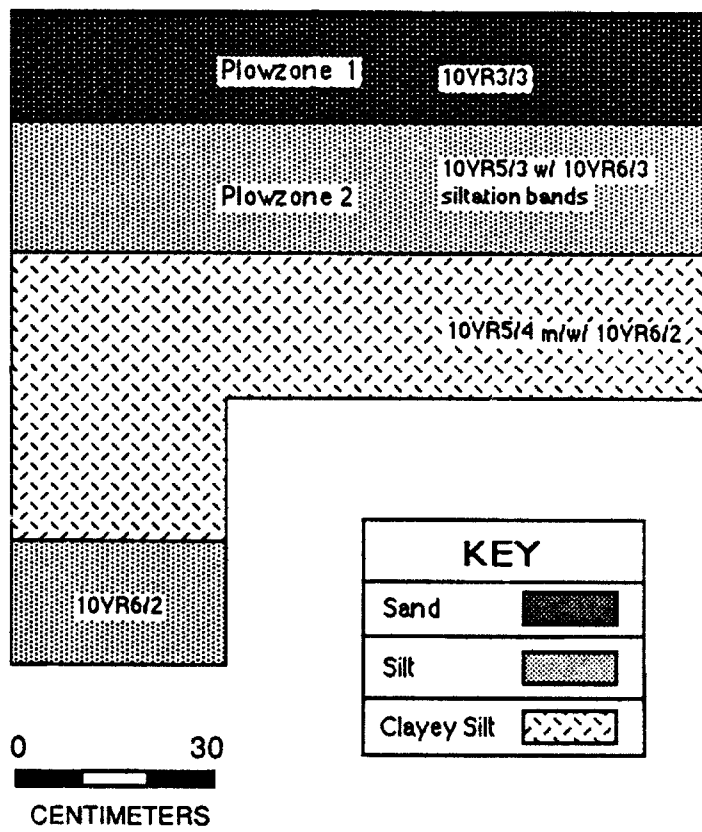 Plowzone 1
10YR3/3
10YR5/3 w/ 10YR6/3
siltation bands
Plowzone 2
10YR5/4 m/w/ 10YR6/2
10YR6/2
KEY
Sand
Silt
Clayey Silt
0 30
CENTIMETERS